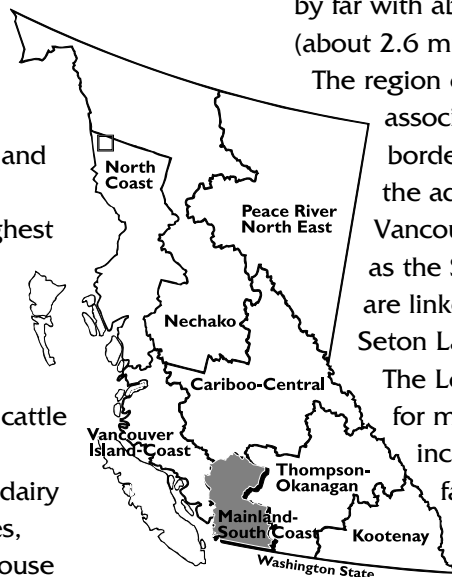 by far with ab
(about 2.6 m
The region
associ
borde
the ac
Vancou
as the S
are linke
Seton La
The Lo
for m
inc
fa
and
ghest
cattle
dairy
es,
ouse
North
Coast
Peace River
North East
Nechako
Cariboo-Central
Vancouver
Island-Coast
Thompson-
Okanagan
Mainland-
South Coast
Kootenay
Washington State